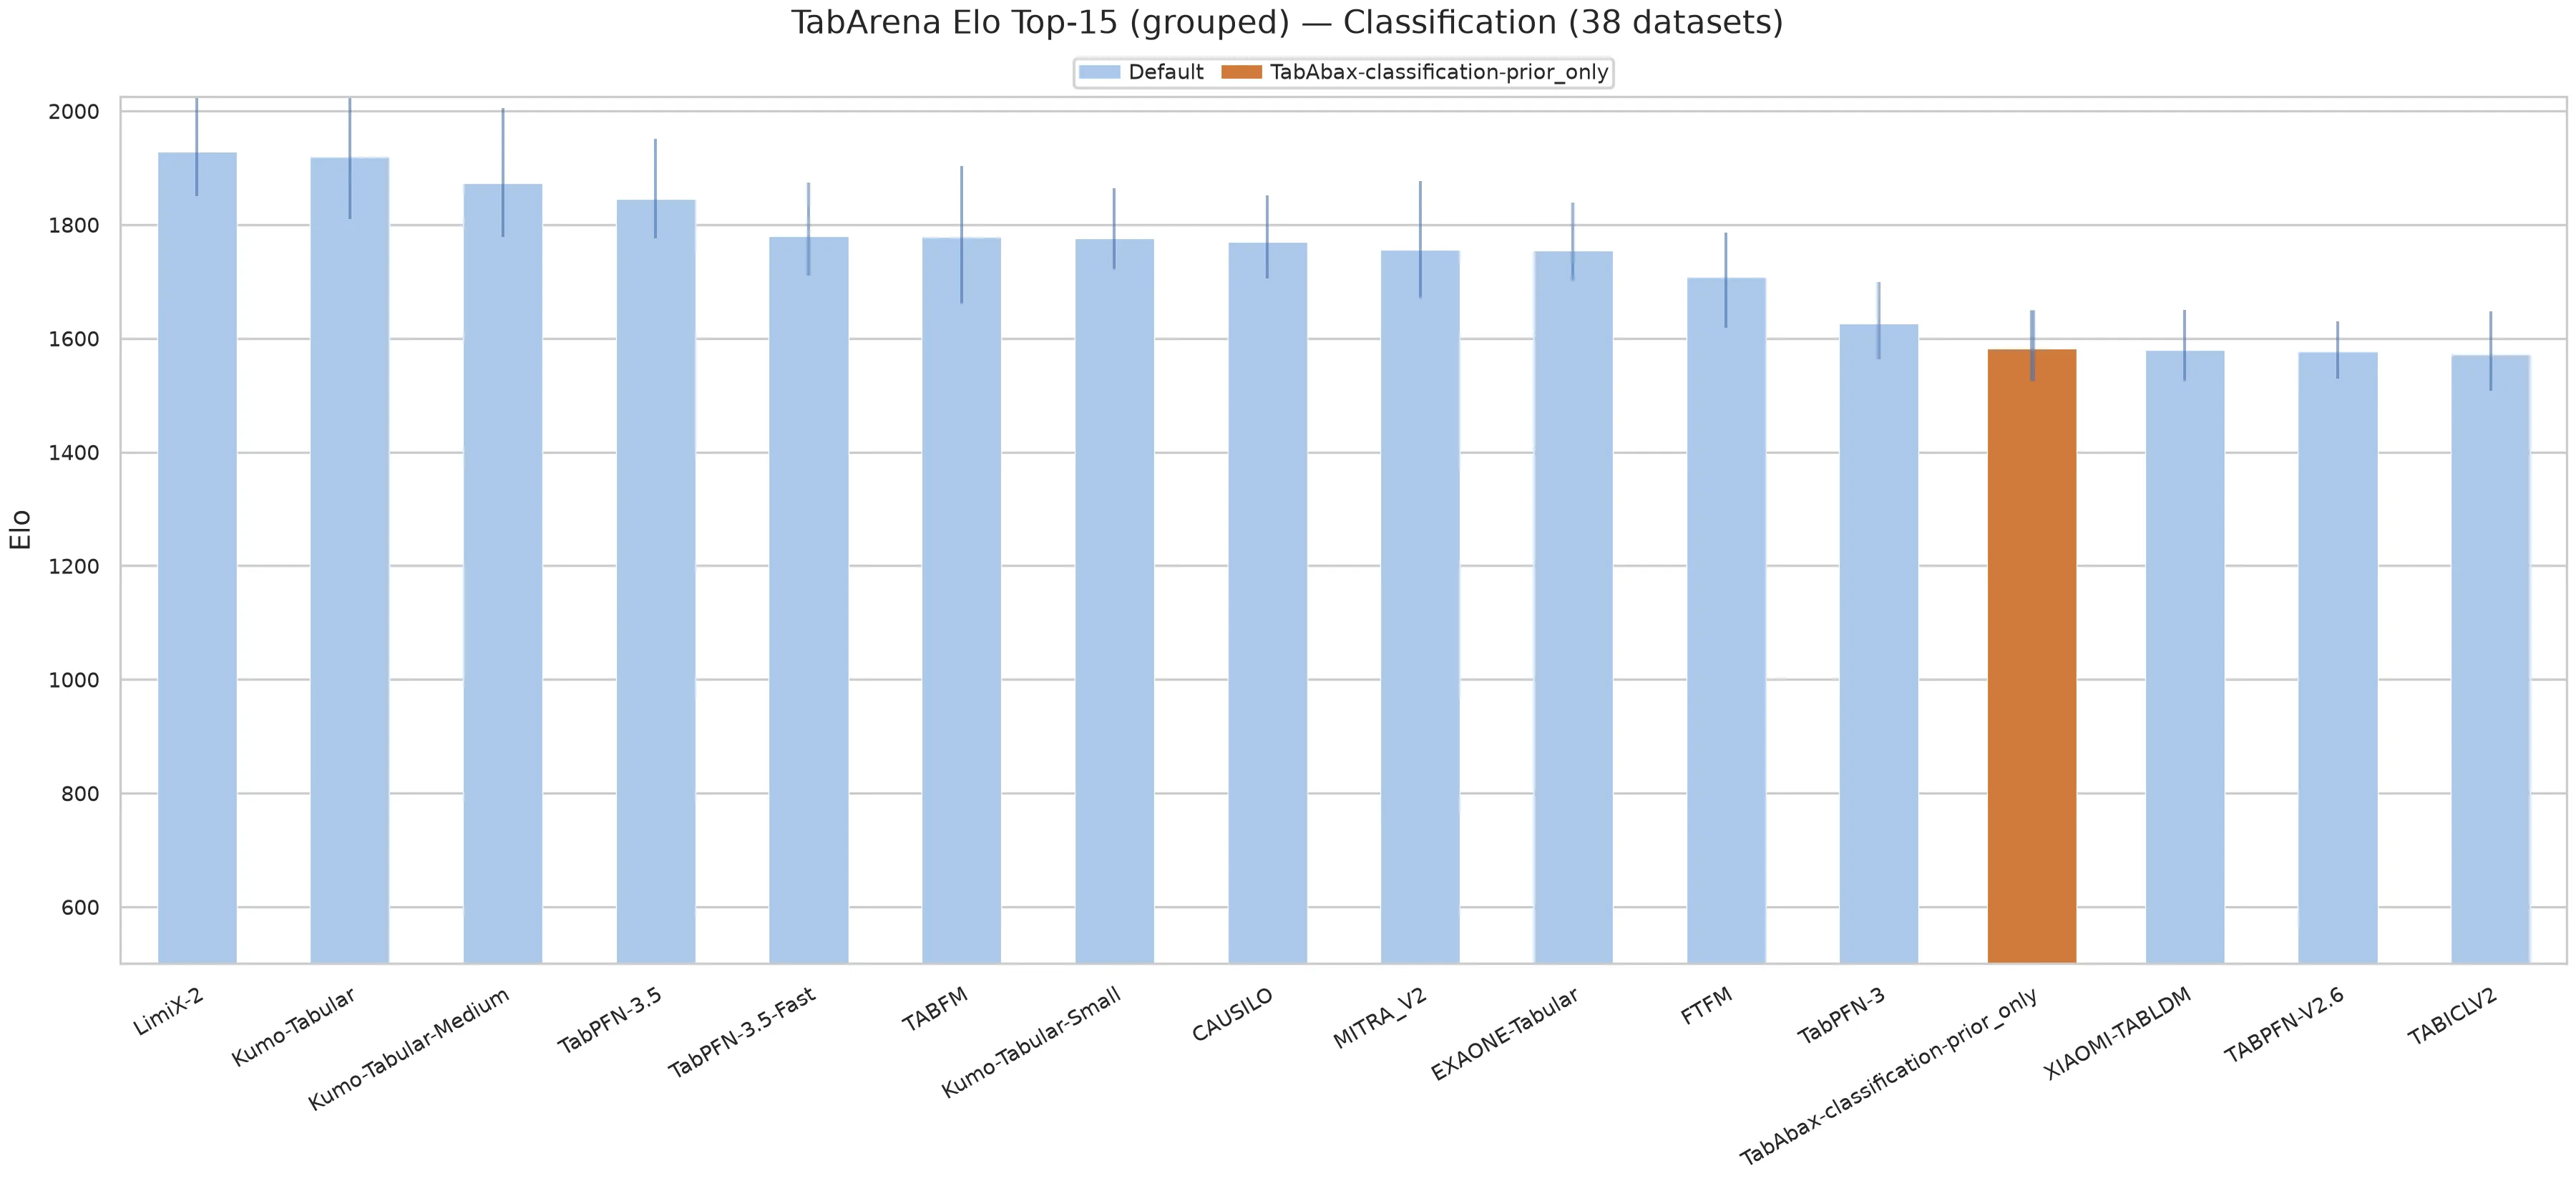 TabArena Elo Top-15 (grouped) — Classification (38 datasets)
Default
TabAbax-classification-prior_only
2000
1800
1600
1400
1200
1000
800
600
Elo
LimiX-2
Kumo-Tabular
Kumo-Tabular-Medium
TabPFN-3.5
TabPFN-3.5-Fast
TABFM
Kumo-Tabular-Small
CAUSILO
MITRA_V2
EXAONE-Tabular
FTFM
TabPFN-3
TabAbax-classification-prior_only
XIAOMI-TABLDM
TABPFN-V2.6
TABICLV2